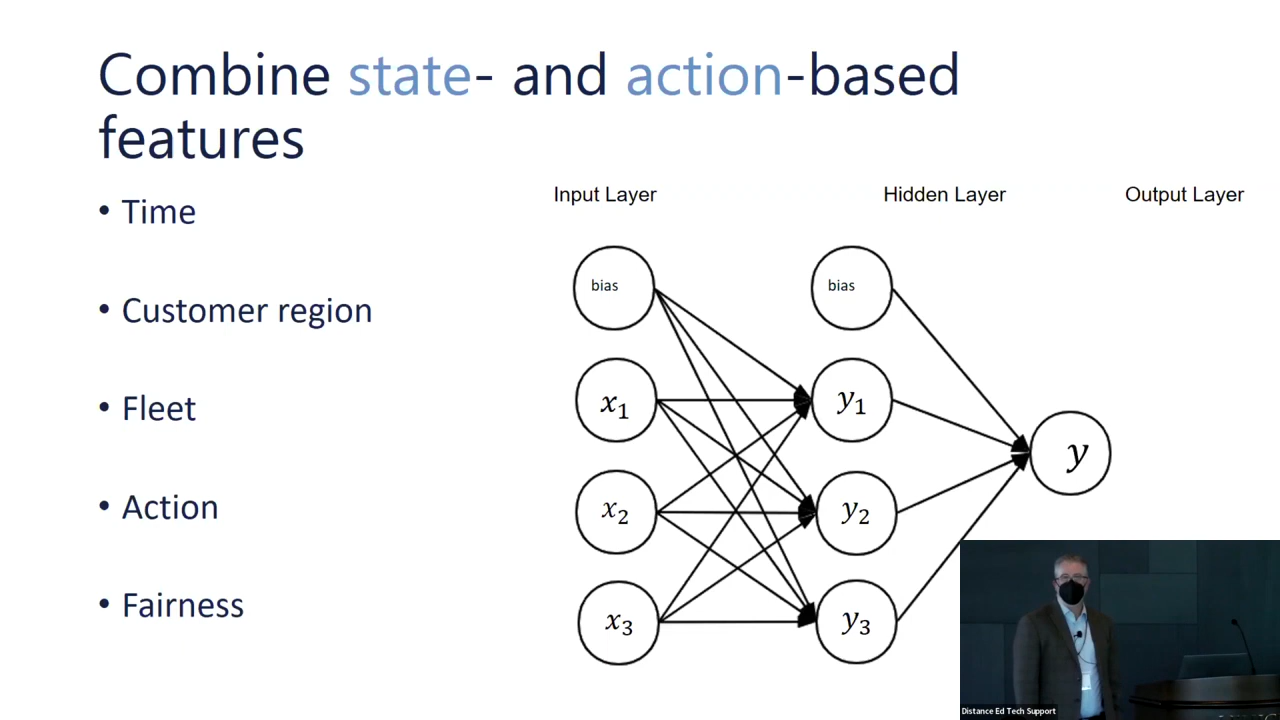 Combine state- and action-based
features
• Time
• Customer region
• Fleet
• Action
• Fairness
Input Layer
Hidden Layer
Output Layer
bias
bias
x₁
y₁
y
x₂
y₂
x₃
y₃
Distance Ed Tech Support